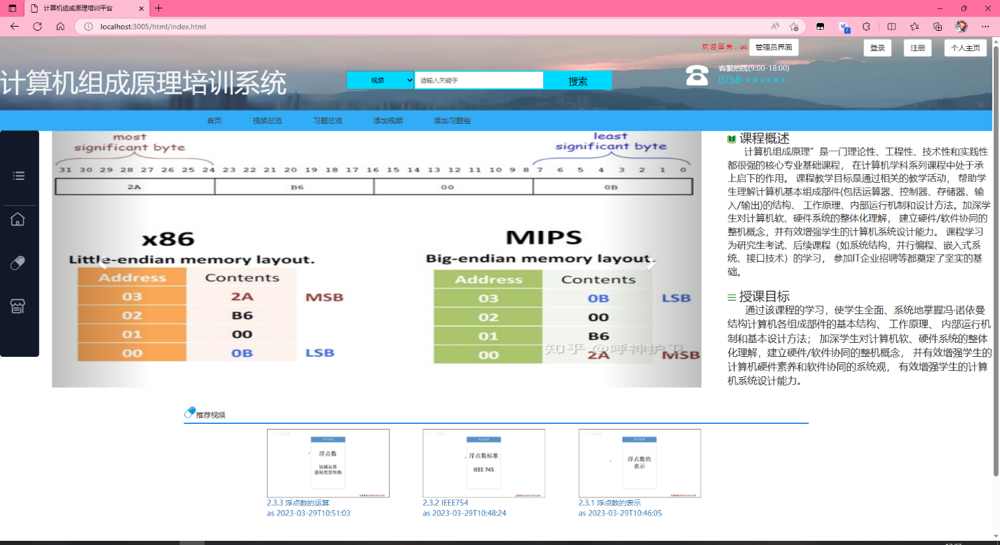 计算机组成原理培训平台
localhost:3005/html/index.html
欢迎回来，as
管理员界面
登录
注册
个人主页
计算机组成原理培训系统
视频
请输入关键字
搜索
客服热线(9:00-18:00)
0758-××××××
首页
视频总览
习题总览
添加视频
添加习题组
most
significant byte
least
significant byte
31 30 29 28 27 26 25 24 23 22 21 20 19 18 17 16 15 14 13 12 11 10 9 8 7 6 5 4 3 2 1 0
2A B6 00 0B
x86
Little-endian memory layout.
Address Contents
03 2A MSB
02 B6
01 00
00 0B LSB
MIPS
Big-endian memory layout.
Address Contents
03 0B LSB
02 00
01 B6
00 2A MSB
知乎 @呼神护卫
课程概述
计算机组成原理”是一门理论性、工程性、技术性和实践性
都很强的核心专业基础课程， 在计算机学科系列课程中处于承
上启下的作用。 课程教学目标是通过相关的教学活动， 帮助学
生理解计算机基本组成部件(包括运算器、控制器、存储器、输
入/输出)的结构、 工作原理、内部运行机制和设计方法。加深学
生对计算机软、硬件系统的整体化理解， 建立硬件/软件协同的
整机概念，并有效增强学生的计算机系统设计能力。 课程学习
为研究生考试、后续课程（如系统结构，并行编程、嵌入式系
统、接口技术）的学习， 参加IT企业招聘等都奠定了坚实的基
础。
授课目标
通过该课程的学习，使学生全面、系统地掌握冯·诺依曼
结构计算机各组成部件的基本结构、 工作原理、 内部运行机
制和基本设计方法； 加深学生对计算机软、硬件系统的整体
化理解，建立硬件/软件协同的整机概念， 并有效增强学生的
计算机硬件素养和软件协同的系统观， 有效增强学生的计算
机系统设计能力。
推荐视频
浮点数
加减运算
强制类型转换
2.3.3 浮点数的运算
as 2023-03-29T10:51:03
浮点数标准
IEEE 745
2.3.2 IEEE754
as 2023-03-29T10:48:24
浮点数的
表示
2.3.1 浮点数的表示
as 2023-03-29T10:46:05